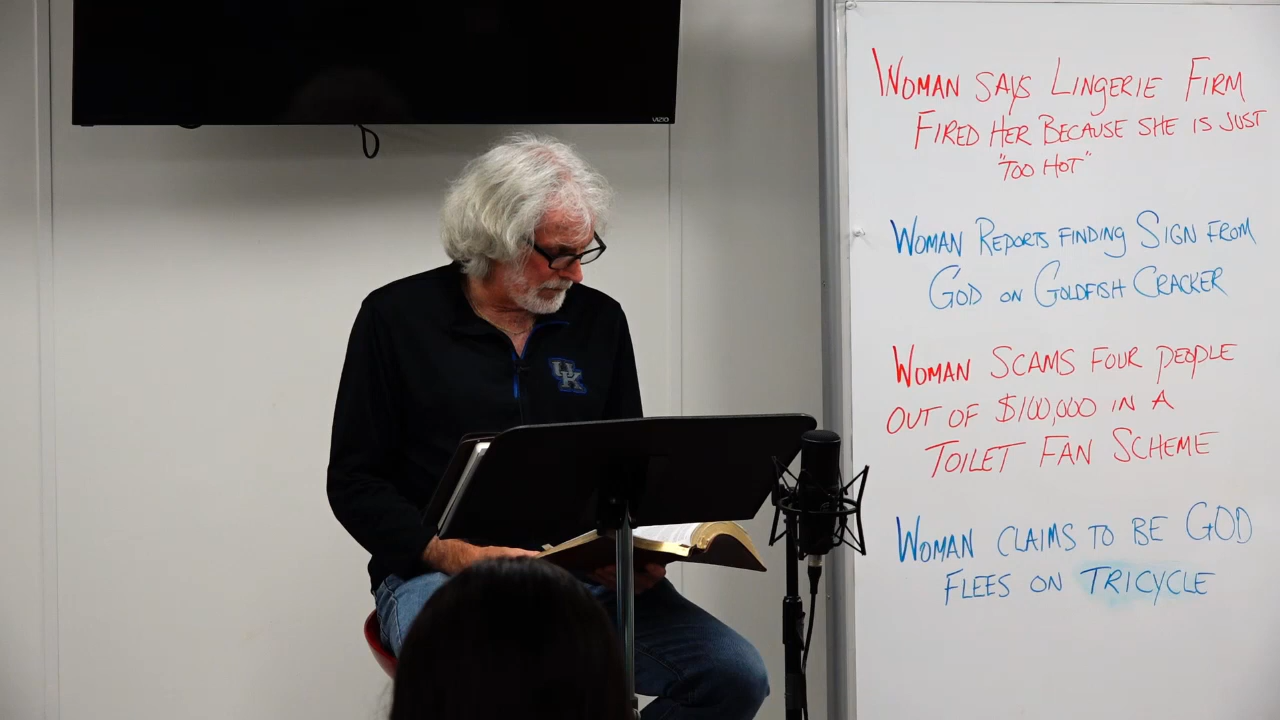 VIZIO
UK
WOMAN SAYS LINGERIE FIRM
FIRED HER BECAUSE SHE IS JUST
"TOO HOT"
WOMAN REPORTS FINDING SIGN FROM
GOD ON GOLDFISH CRACKER
WOMAN SCAMS FOUR PEOPLE
OUT OF $100,000 IN A
TOILET FAN SCHEME
WOMAN CLAIMS TO BE GOD
FLEES ON TRICYCLE